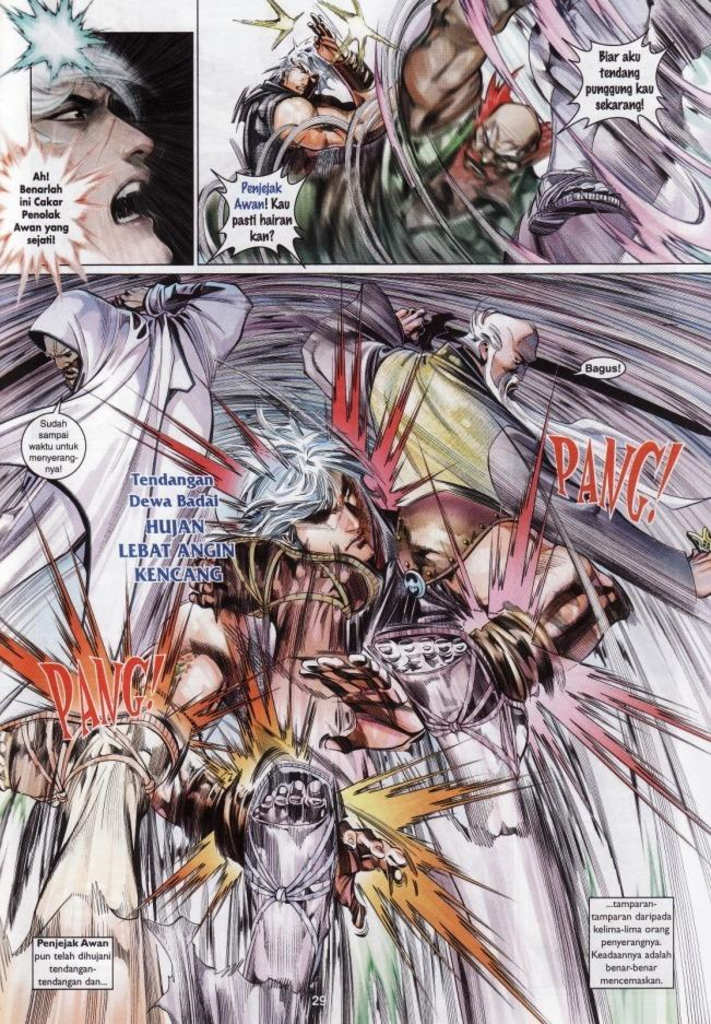 Ah!
Benarlah
ini Cakar
Penolak
Awan yang
sejati!
Penjejak
Awan! Kau
pasti hairan
kan?
Biar aku
tendang
punggung kau
sekarang!
Sudah
sampai
waktu untuk
menyerang-
nya!
Bagus!
Tendangan
Dewa Badai
HUJAN
LEBAT ANGIN
KENCANG
PANG!
PANG!
Penjejak Awan
pun telah dihujani
tendangan-
tendangan dan...
...tamparan-
tamparan daripada
kelima-lima orang
penyerangnya.
Keadaannya adalah
benar-benar
mencemaskan.
29